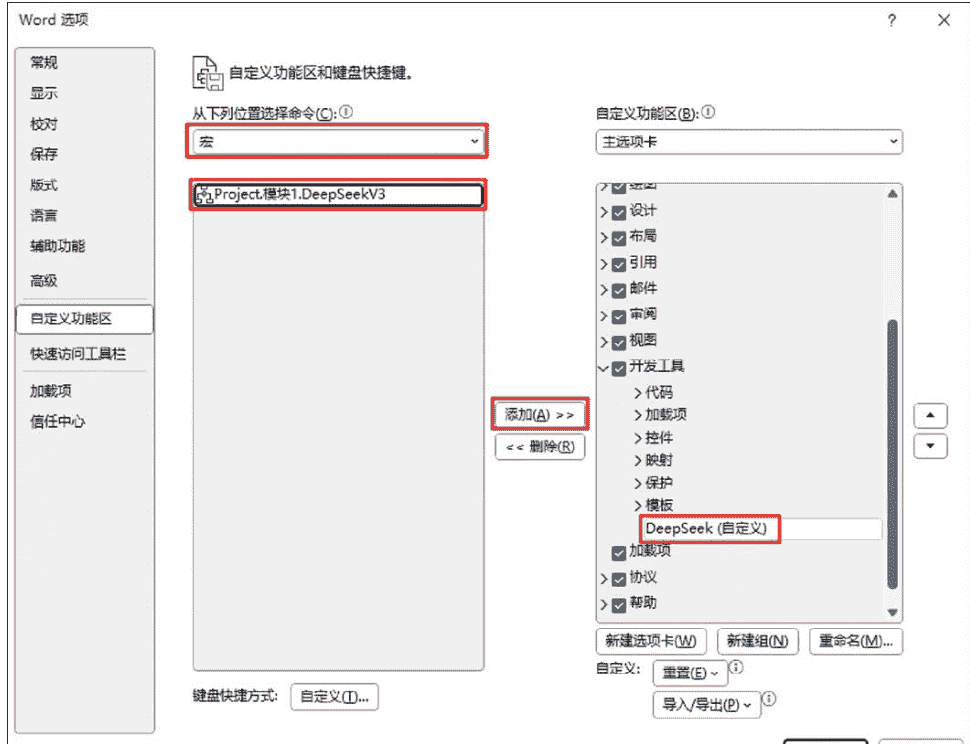 Word 选项
常规
显示
校对
保存
版式
语言
辅助功能
高级
自定义功能区
快速访问工具栏
加载项
信任中心
自定义功能区和键盘快捷键。
从下列位置选择命令(C):
宏
Project.模块1.DeepSeekV3
添加(A) >>
<< 删除(R)
键盘快捷方式: 自定义(T)...
自定义功能区(B):
主选项卡
绘图
设计
布局
引用
邮件
审阅
视图
开发工具
代码
加载项
控件
映射
保护
模板
DeepSeek (自定义)
加载项
协议
帮助
新建选项卡(W) 新建组(N) 重命名(M)...
自定义: 重置(E)
导入/导出(P)